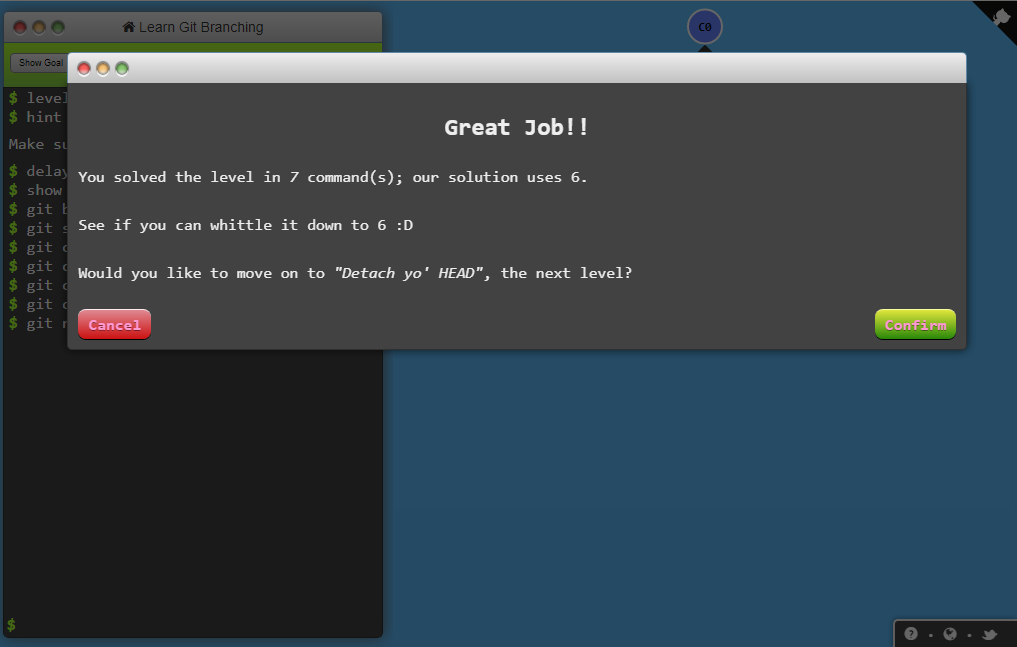 Learn Git Branching
C0
Show Goal
$ level
$ hint
Make su
$ delay
$ show
$ git b
$ git s
$ git c
$ git c
$ git c
$ git c
$ git r
$
Great Job!!
You solved the level in 7 command(s); our solution uses 6.
See if you can whittle it down to 6 :D
Would you like to move on to "Detach yo' HEAD", the next level?
Cancel
Confirm